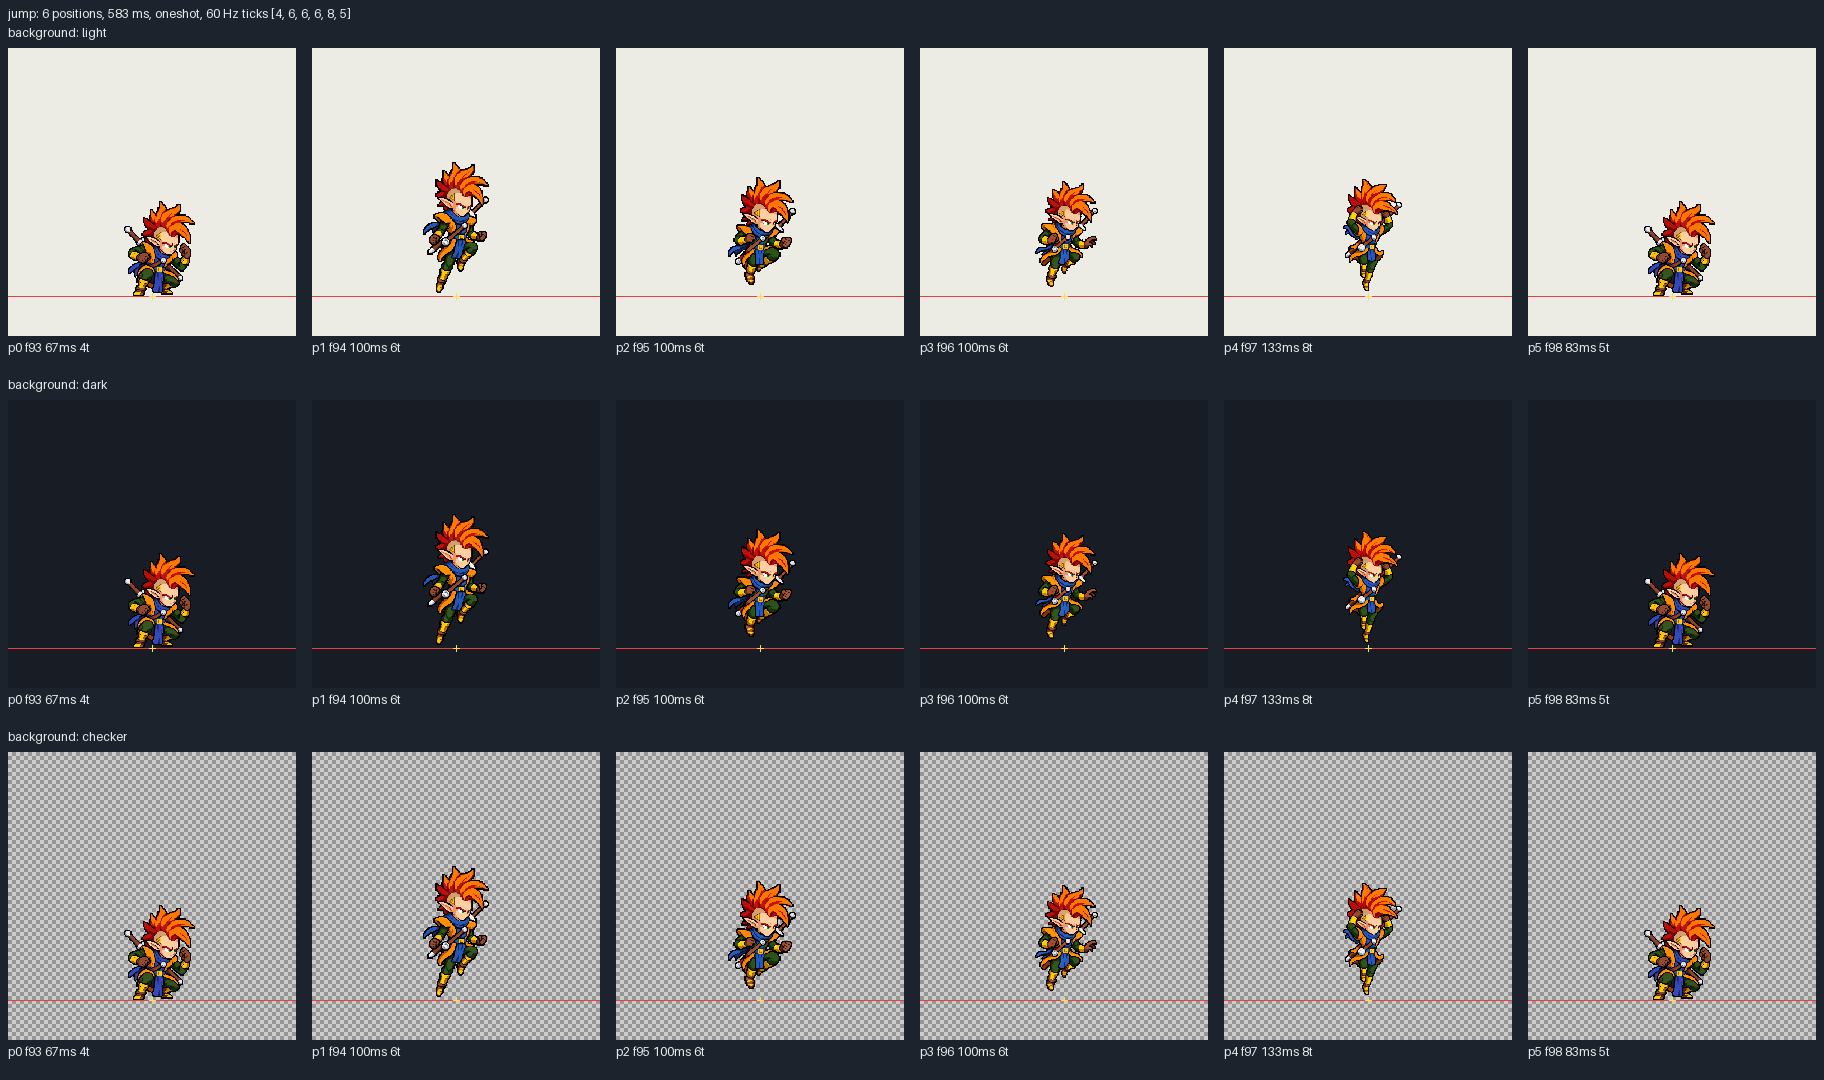 jump: 6 positions, 583 ms, oneshot, 60 Hz ticks [4, 6, 6, 6, 8, 5]
background: light
p0 f93 67ms 4t
p1 f94 100ms 6t
p2 f95 100ms 6t
p3 f96 100ms 6t
p4 f97 133ms 8t
p5 f98 83ms 5t
background: dark
p0 f93 67ms 4t
p1 f94 100ms 6t
p2 f95 100ms 6t
p3 f96 100ms 6t
p4 f97 133ms 8t
p5 f98 83ms 5t
background: checker
p0 f93 67ms 4t
p1 f94 100ms 6t
p2 f95 100ms 6t
p3 f96 100ms 6t
p4 f97 133ms 8t
p5 f98 83ms 5t